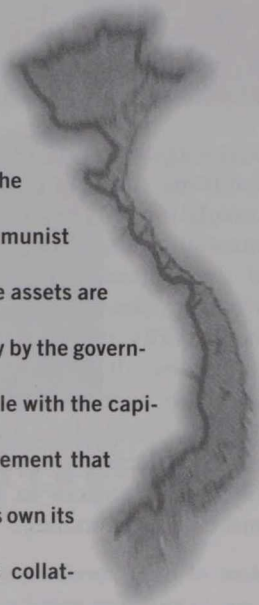 he
munist
e assets are
y by the govern-
le with the capi-
ement that
s own its
collat-